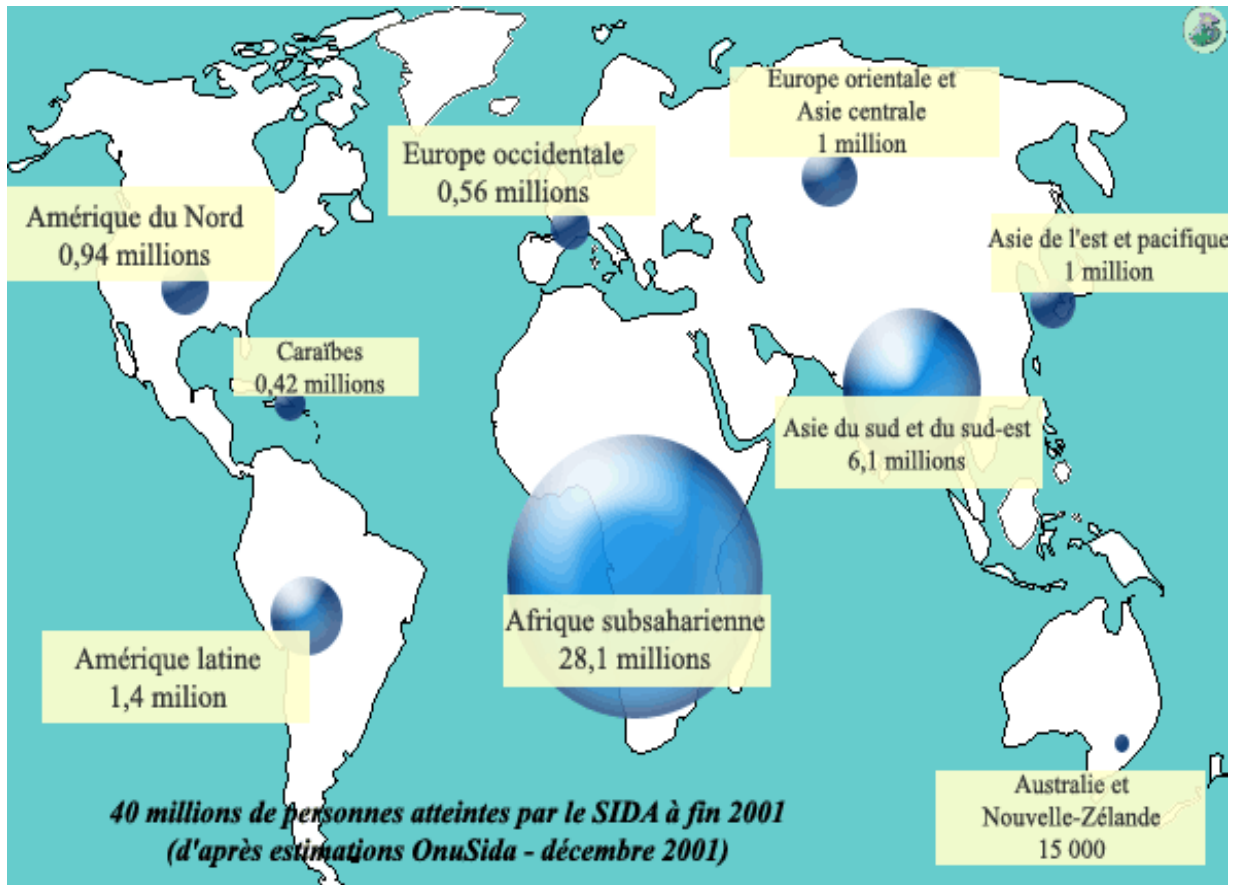 Europe orientale et
Asie centrale
1 million
Europe occidentale
0,56 millions
Amérique du Nord
0,94 millions
Asie de l'est et pacifique
1 million
Caraïbes
0,42 millions
Asie du sud et du sud-est
6,1 millions
Afrique subsaharienne
28,1 millions
Amérique latine
1,4 milion
Australie et
Nouvelle-Zélande
15 000
40 millions de personnes atteintes par le SIDA à fin 2001
(d'après estimations OnuSida - décembre 2001)